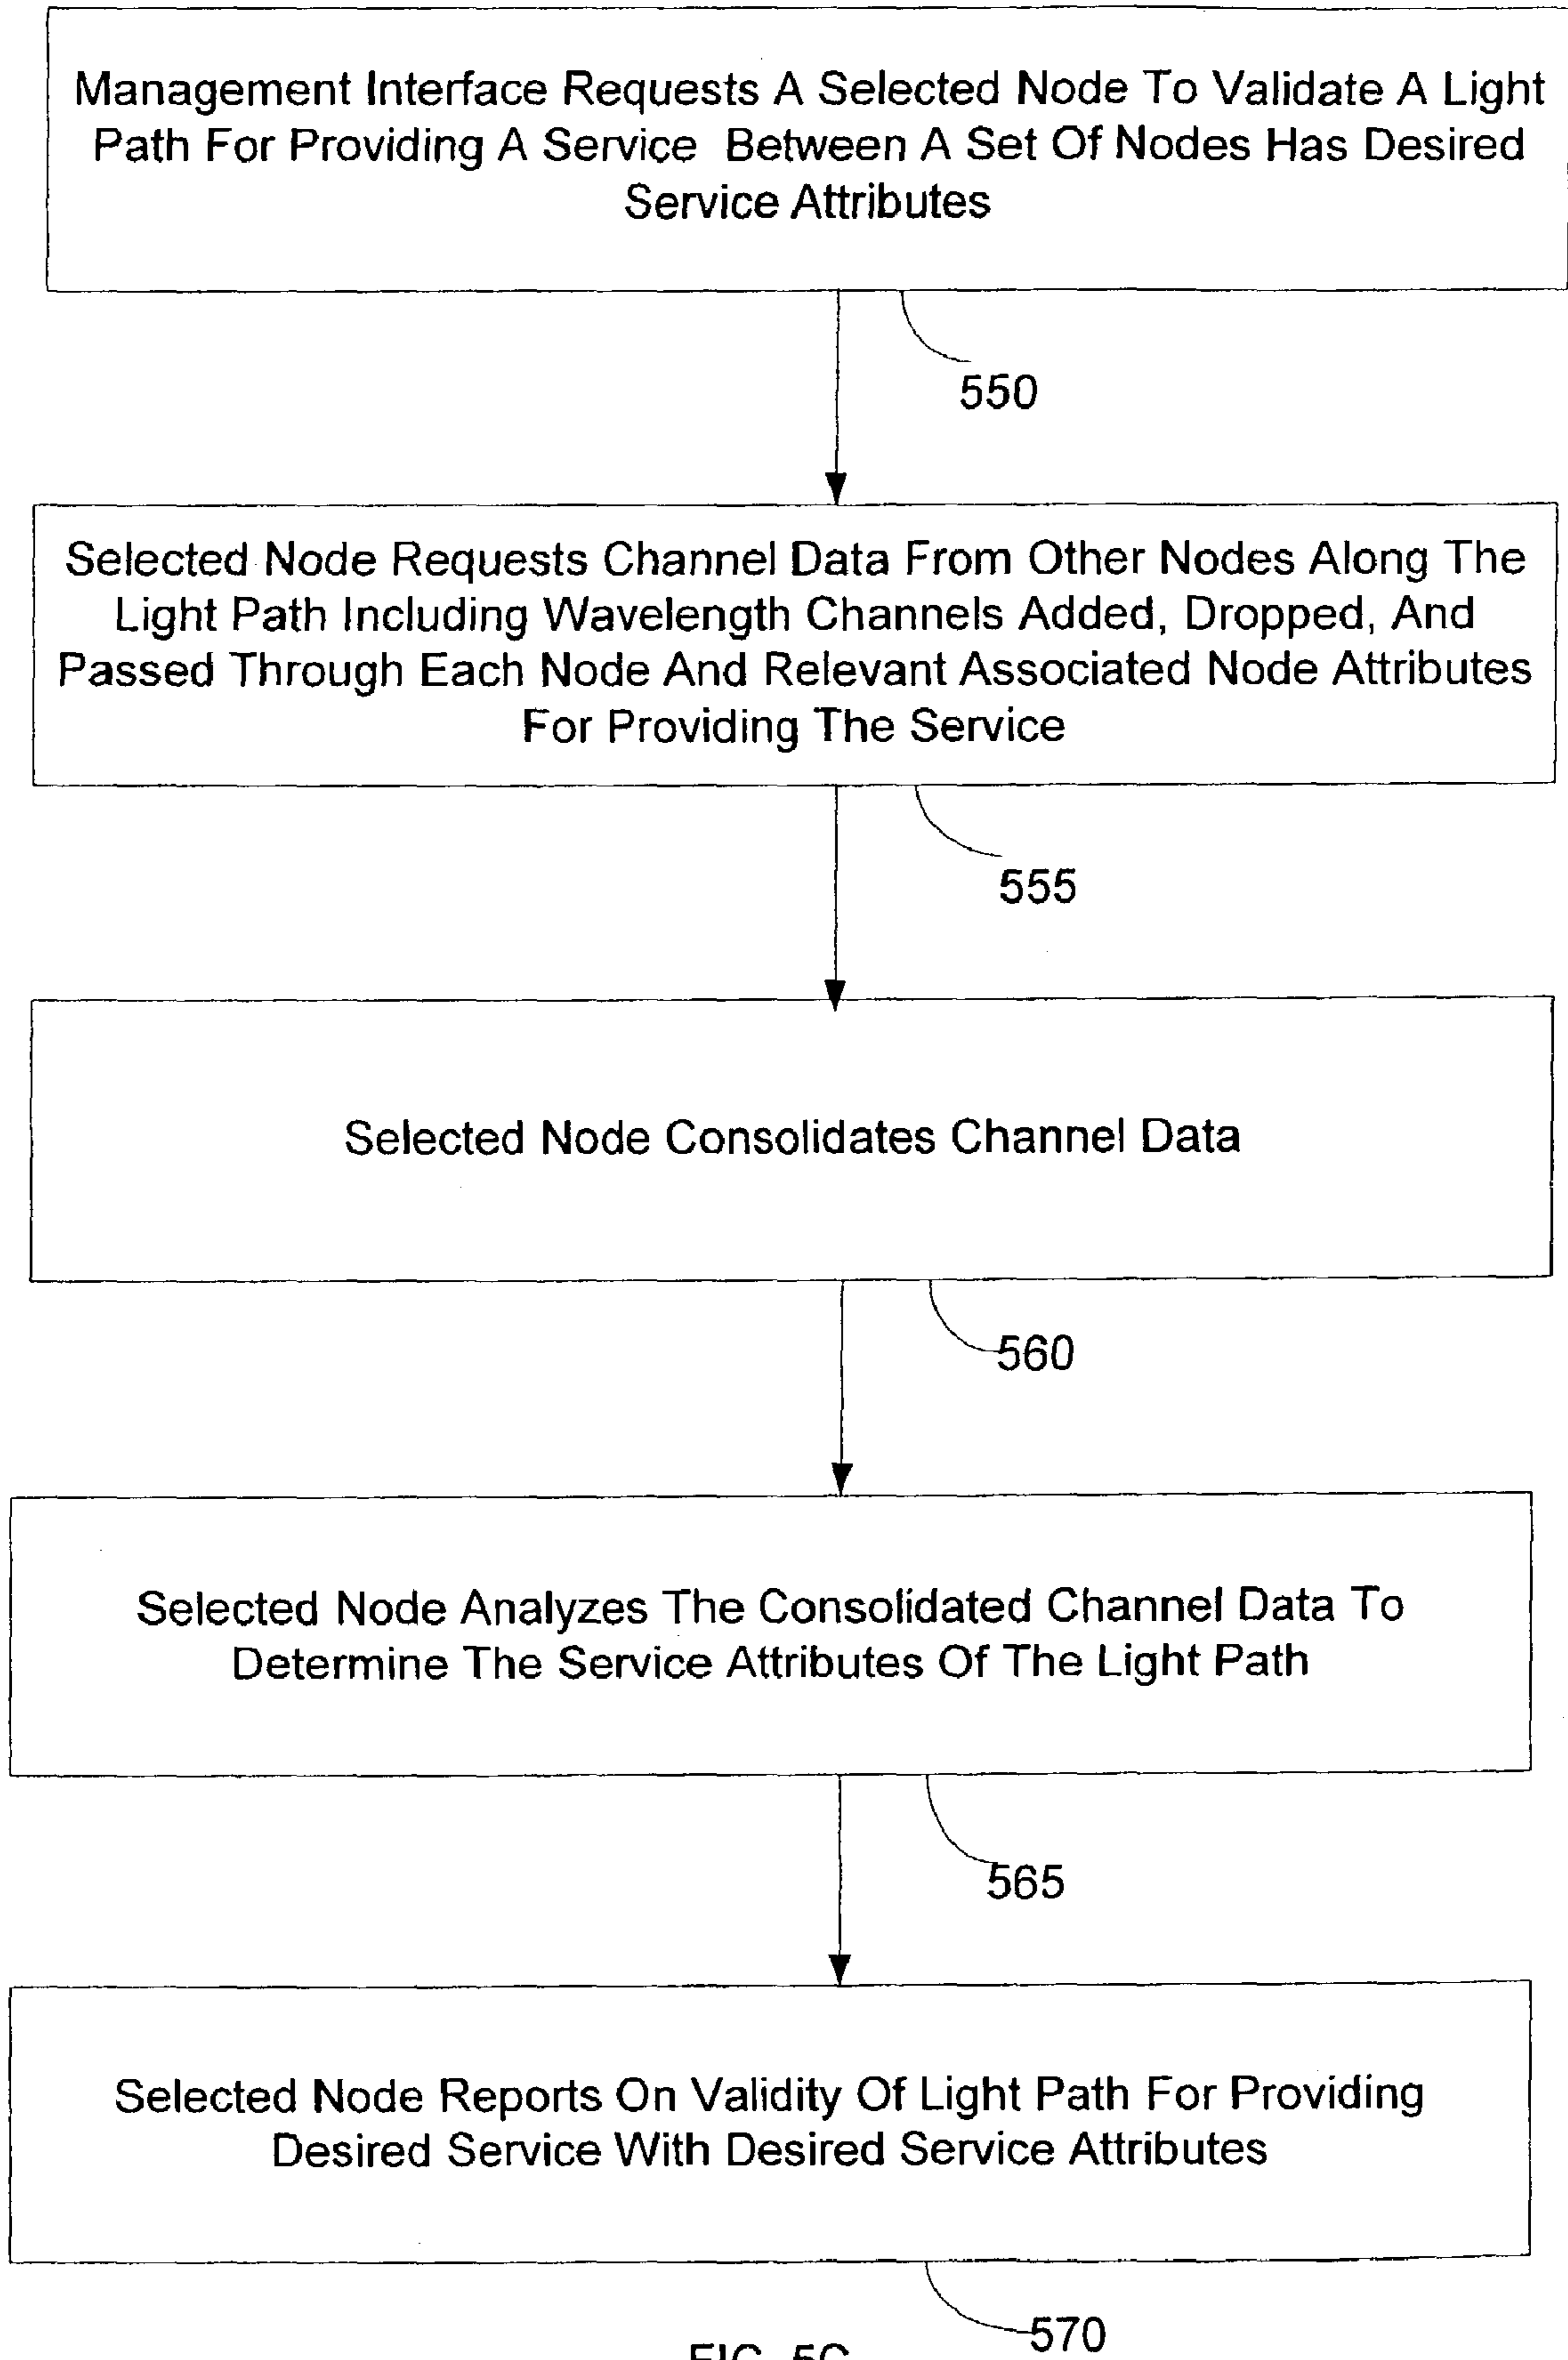 Management Interface Requests A Selected Node To Validate A Light
Path For Providing A Service Between A Set Of Nodes Has Desired
Service Attributes
550
Selected Node Requests Channel Data From Other Nodes Along The
Light Path Including Wavelength Channels Added, Dropped, And
Passed Through Each Node And Relevant Associated Node Attributes
For Providing The Service
555
Selected Node Consolidates Channel Data
560
Selected Node Analyzes The Consolidated Channel Data To
Determine The Service Attributes Of The Light Path
565
Selected Node Reports On Validity Of Light Path For Providing
Desired Service With Desired Service Attributes
570
FIG. 5C